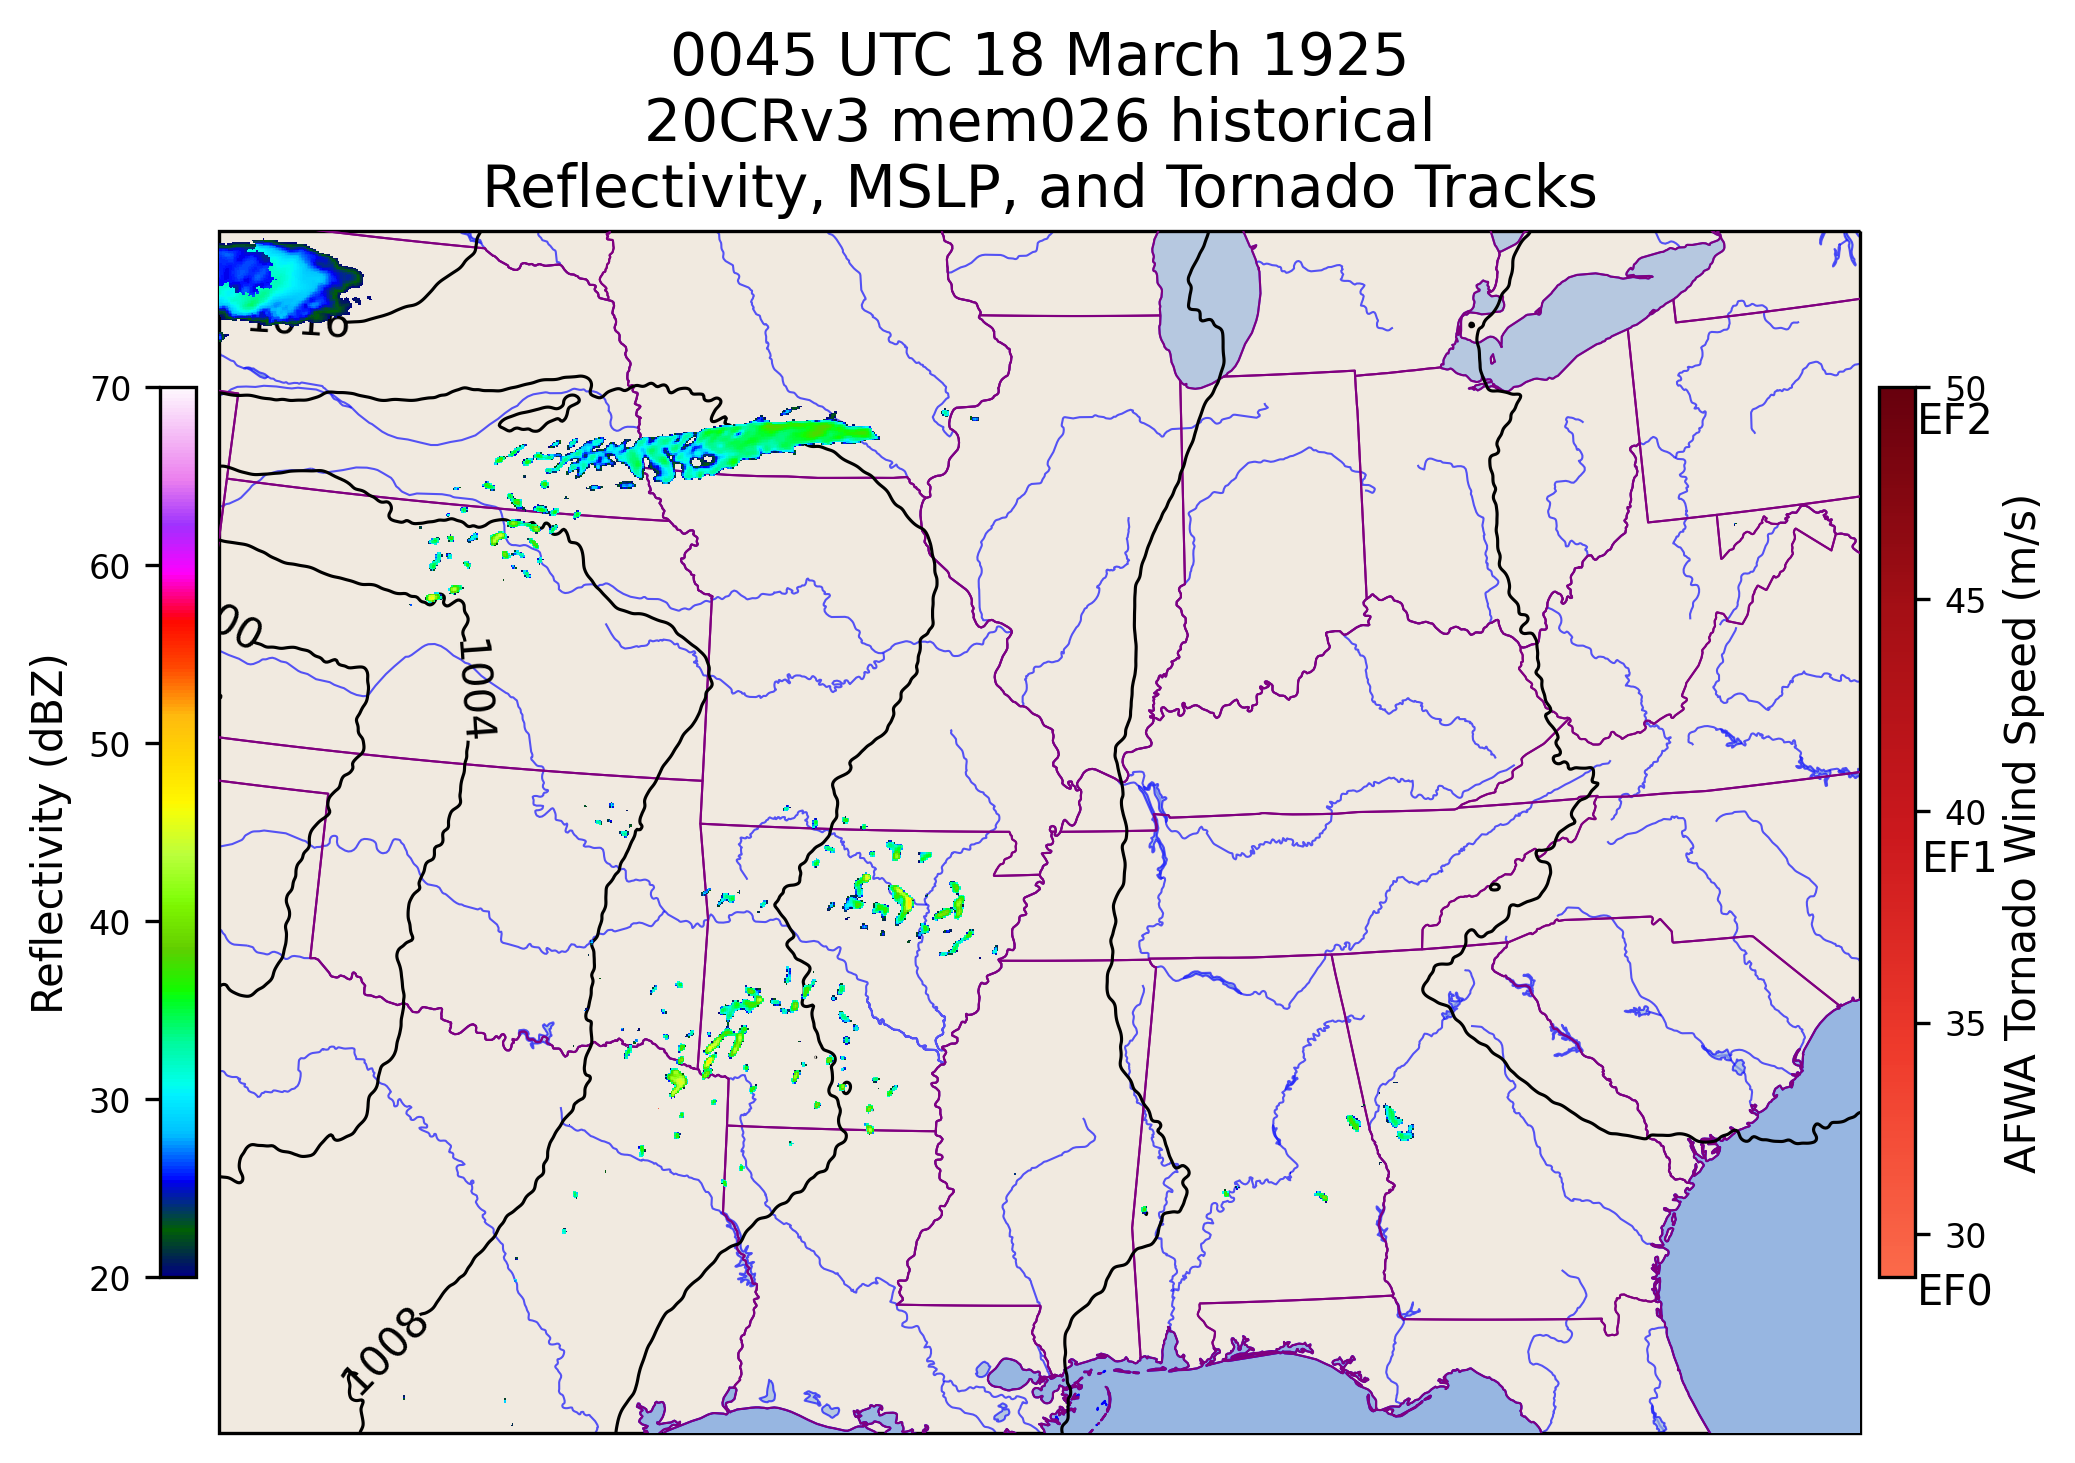 0045 UTC 18 March 1925
20CRv3 mem026 historical
Reflectivity, MSLP, and Tornado Tracks
1016
70
60
50
40
30
20
Reflectivity (dBZ)
00
1004
1008
50
EF2
45
40
EF1
35
30
EF0
AFWA Tornado Wind Speed (m/s)